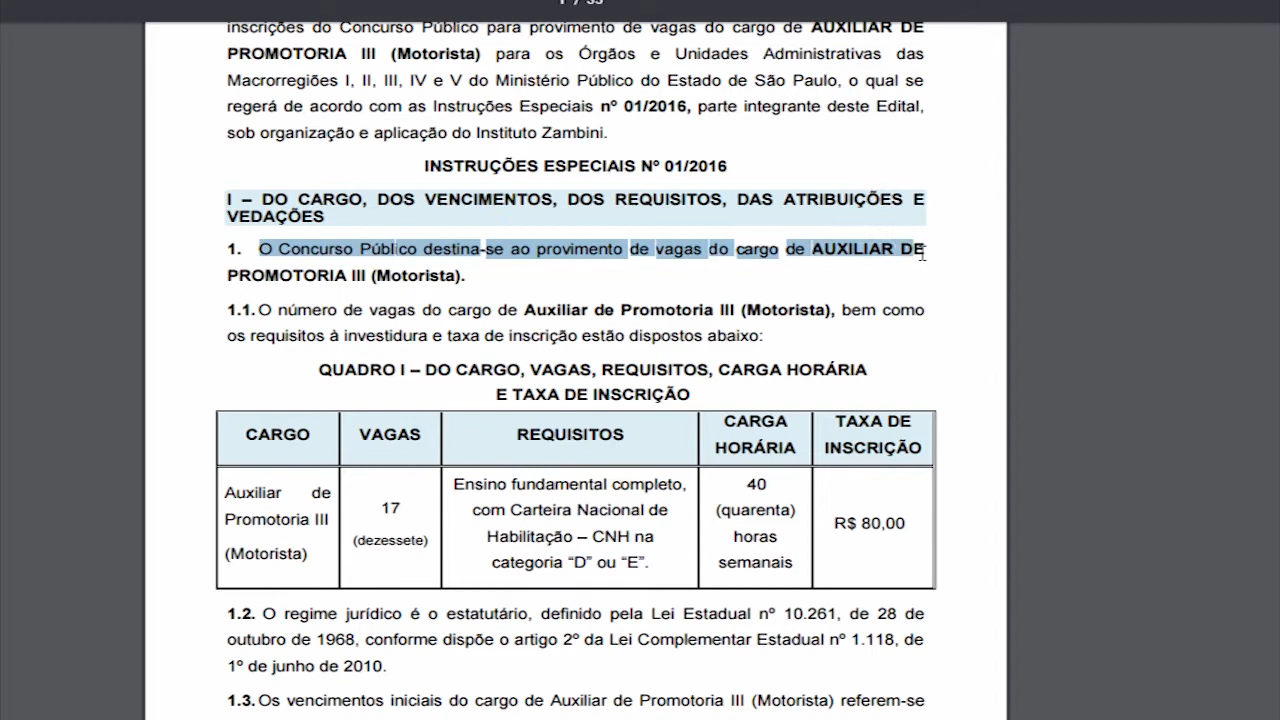 inscrições do Concurso Público para provimento de vagas do cargo de AUXILIAR DE
PROMOTORIA III (Motorista) para os Órgãos e Unidades Administrativas das
Macrorregiões I, II, III, IV e V do Ministério Público do Estado de São Paulo, o qual se
regerá de acordo com as Instruções Especiais nº 01/2016, parte integrante deste Edital,
sob organização e aplicação do Instituto Zambini.
INSTRUÇÕES ESPECIAIS Nº 01/2016
I – DO CARGO, DOS VENCIMENTOS, DOS REQUISITOS, DAS ATRIBUIÇÕES E
VEDAÇÕES
1. O Concurso Público destina-se ao provimento de vagas do cargo de AUXILIAR DE
PROMOTORIA III (Motorista).
1.1. O número de vagas do cargo de Auxiliar de Promotoria III (Motorista), bem como
os requisitos à investidura e taxa de inscrição estão dispostos abaixo:
QUADRO I – DO CARGO, VAGAS, REQUISITOS, CARGA HORÁRIA
E TAXA DE INSCRIÇÃO
CARGO
VAGAS
REQUISITOS
CARGA
HORÁRIA
TAXA DE
INSCRIÇÃO
Auxiliar de
Promotoria III
(Motorista)
17
(dezessete)
Ensino fundamental completo,
com Carteira Nacional de
Habilitação – CNH na
categoria “D” ou “E”.
40
(quarenta)
horas
semanais
R$ 80,00
1.2. O regime jurídico é o estatutário, definido pela Lei Estadual nº 10.261, de 28 de
outubro de 1968, conforme dispõe o artigo 2º da Lei Complementar Estadual nº 1.118, de
1º de junho de 2010.
1.3. Os vencimentos iniciais do cargo de Auxiliar de Promotoria III (Motorista) referem-se